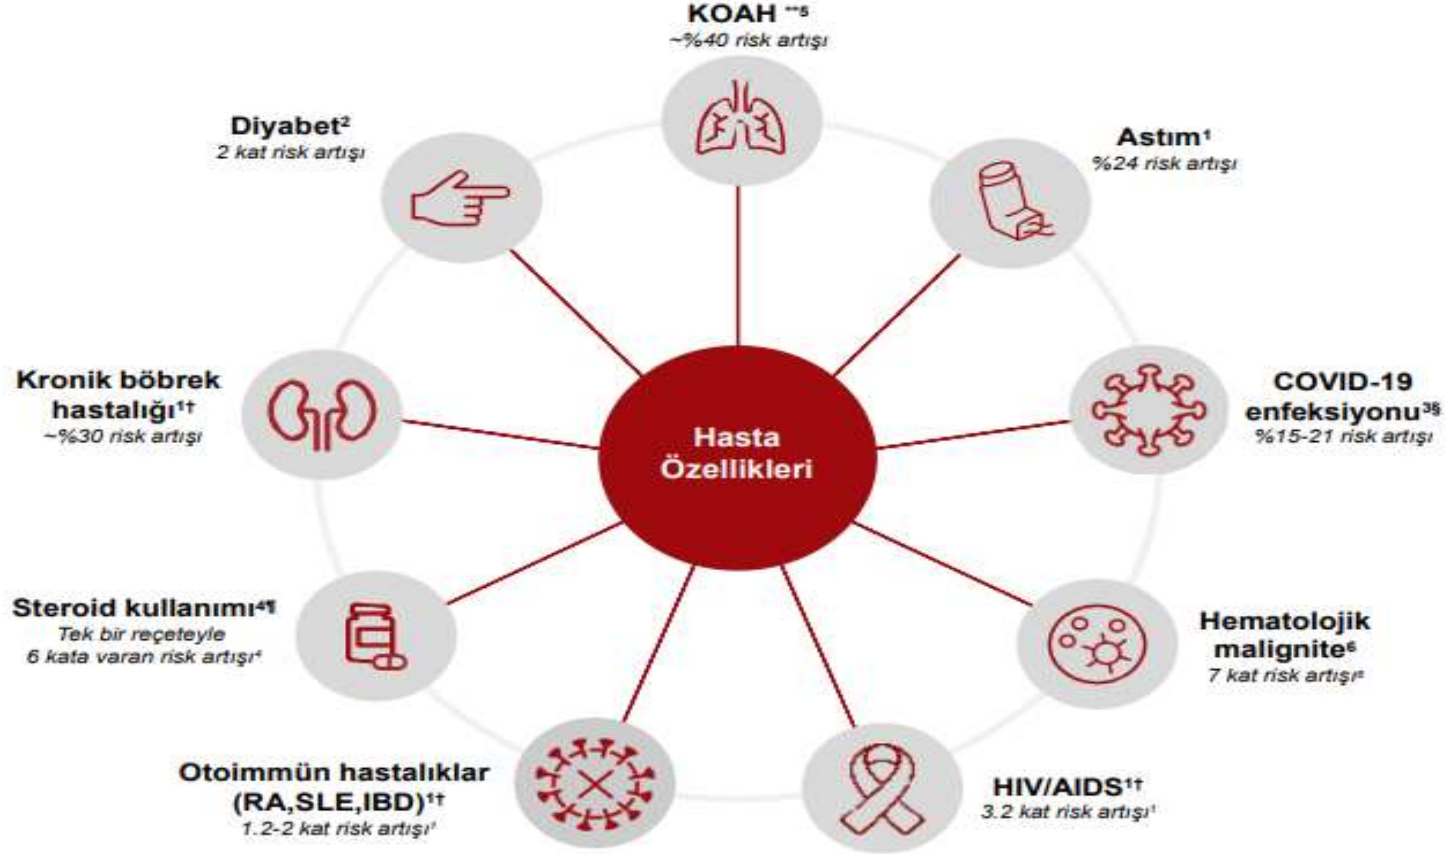 KOAH **5
~%40 risk artışı
Diyabet²
2 kat risk artışı
Astım¹
%24 risk artışı
Kronik böbrek
hastalığı¹†
~%30 risk artışı
COVID-19
enfeksiyonu³§
%15-21 risk artışı
Hasta
Özellikleri
Steroid kullanımı⁴¶
Tek bir reçeteyle
6 kata varan risk artışı⁴
Hematolojik
malignite⁶
7 kat risk artışı⁶
Otoimmün hastalıklar
(RA,SLE,IBD)¹†
1.2-2 kat risk artışı¹
HIV/AIDS¹†
3.2 kat risk artışı¹